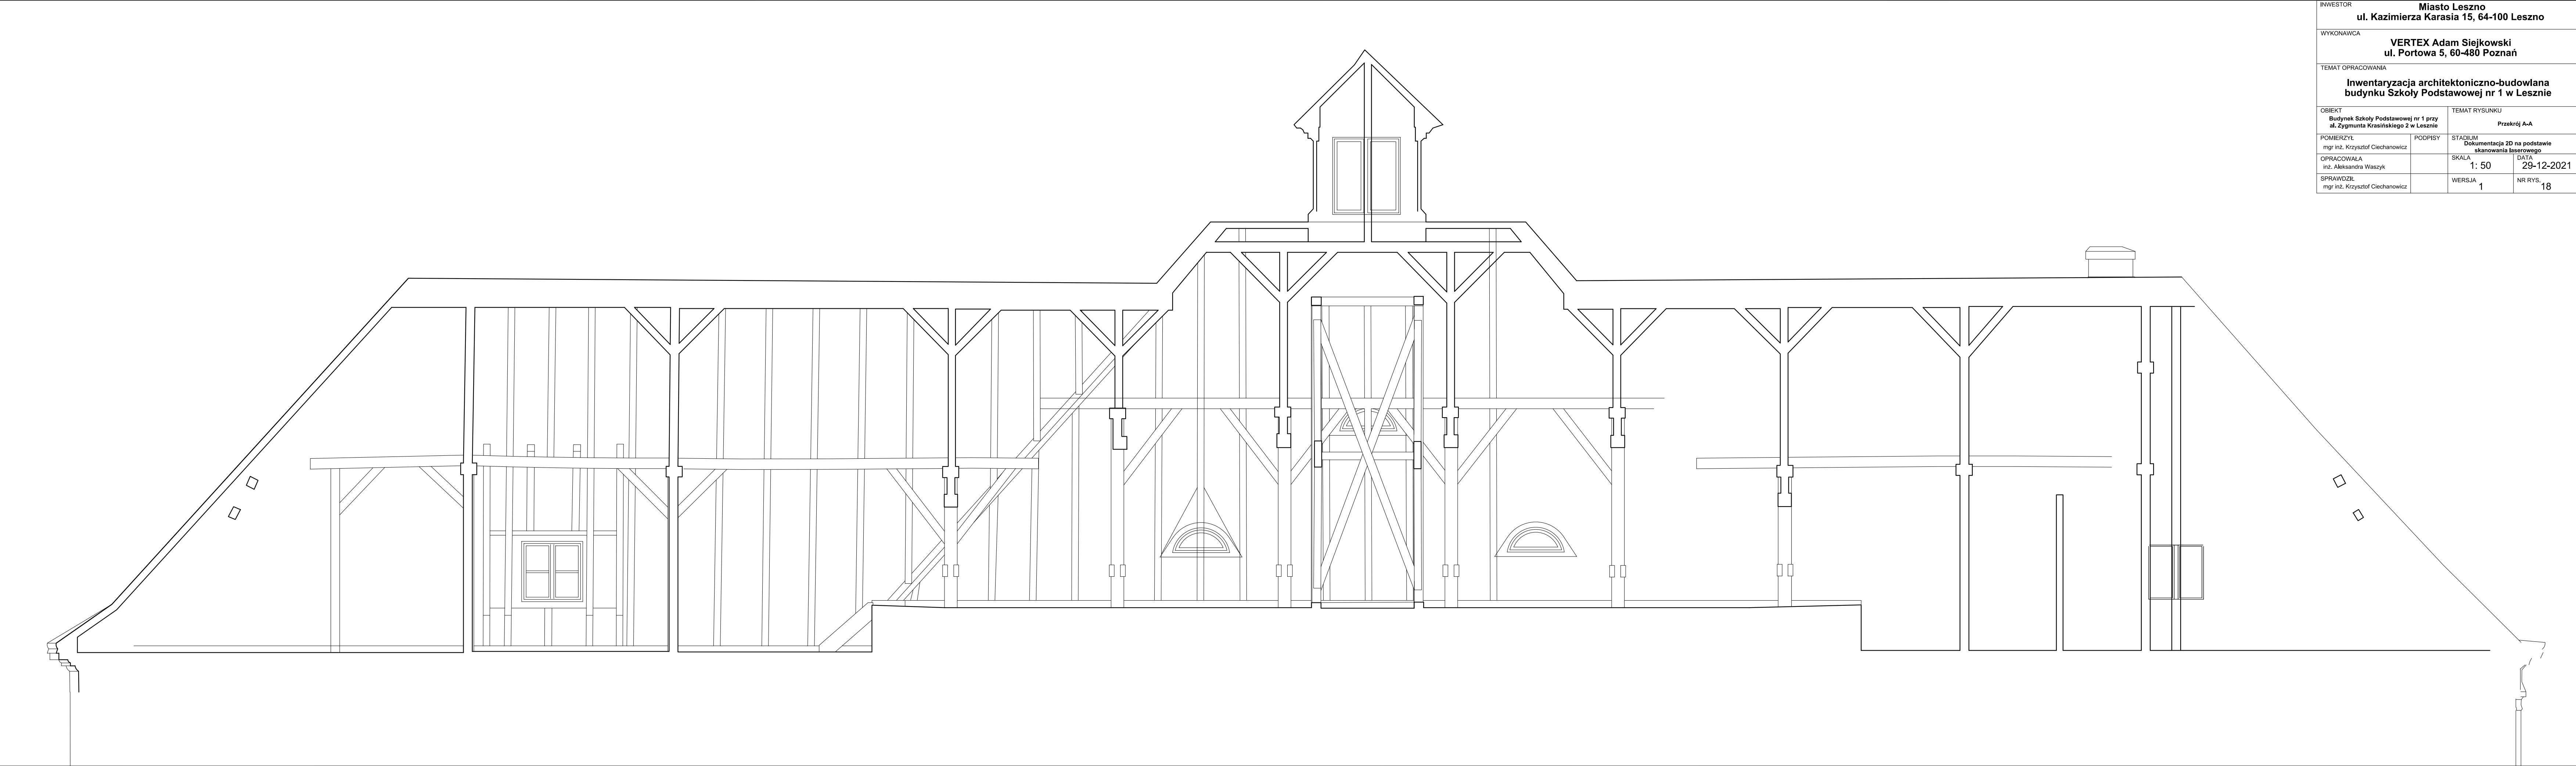 INWESTOR
Miasto Leszno
ul. Kazimierza Karasia 15, 64-100 Leszno
WYKONAWCA
VERTEX Adam Siejkowski
ul. Portowa 5, 60-480 Poznań
TEMAT OPRACOWANIA
Inwentaryzacja architektoniczno-budowlana
budynku Szkoły Podstawowej nr 1 w Lesznie
OBIEKT
Budynek Szkoły Podstawowej nr 1 przy
al. Zygmunta Krasińskiego 2 w Lesznie
TEMAT RYSUNKU
Przekrój A-A
POMIERZYŁ
mgr inż. Krzysztof Ciechanowicz
PODPISY
STADIUM
Dokumentacja 2D na podstawie
skanowania laserowego
OPRACOWAŁA
inż. Aleksandra Waszyk
SKALA
1: 50
DATA
29-12-2021
SPRAWDZIŁ
mgr inż. Krzysztof Ciechanowicz
WERSJA
1
NR RYS.
18